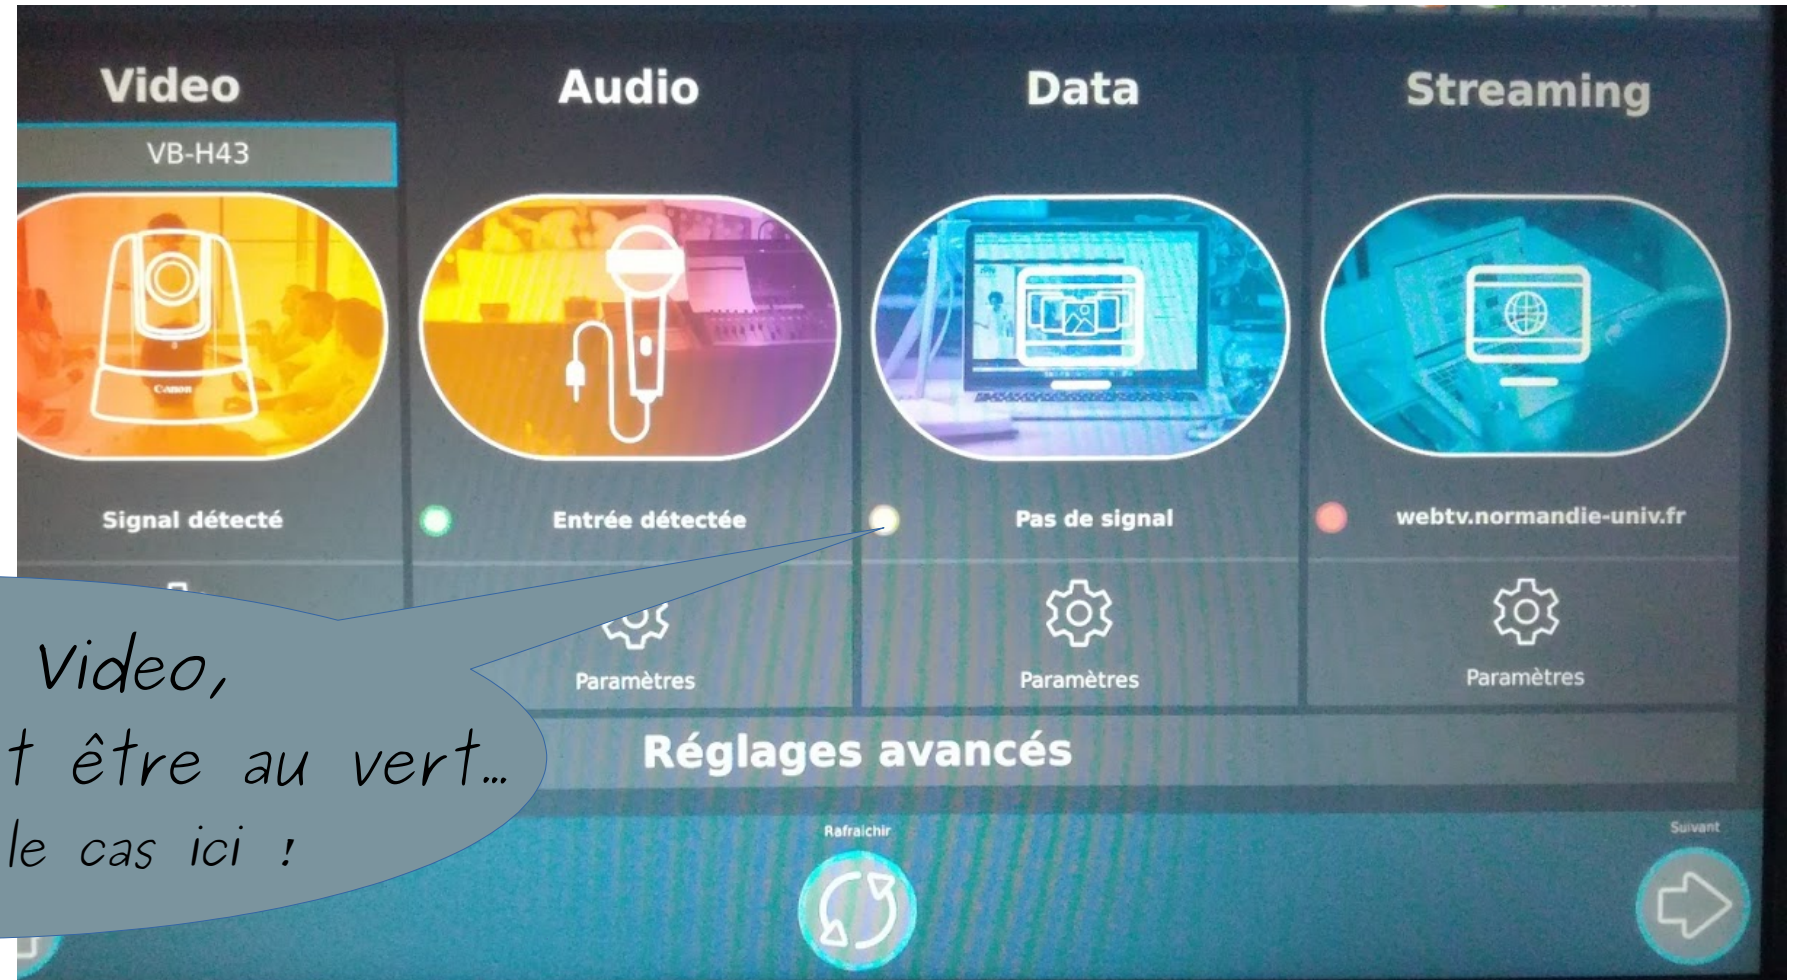 Video
Audio
Data
Streaming
VB-H43
Canon
Signal détecté
Entrée détectée
Pas de signal
webtv.normandie-univ.fr
Paramètres
Paramètres
Paramètres
Video,
t être au vert...
le cas ici !
Réglages avancés
Rafraichir
Suivant